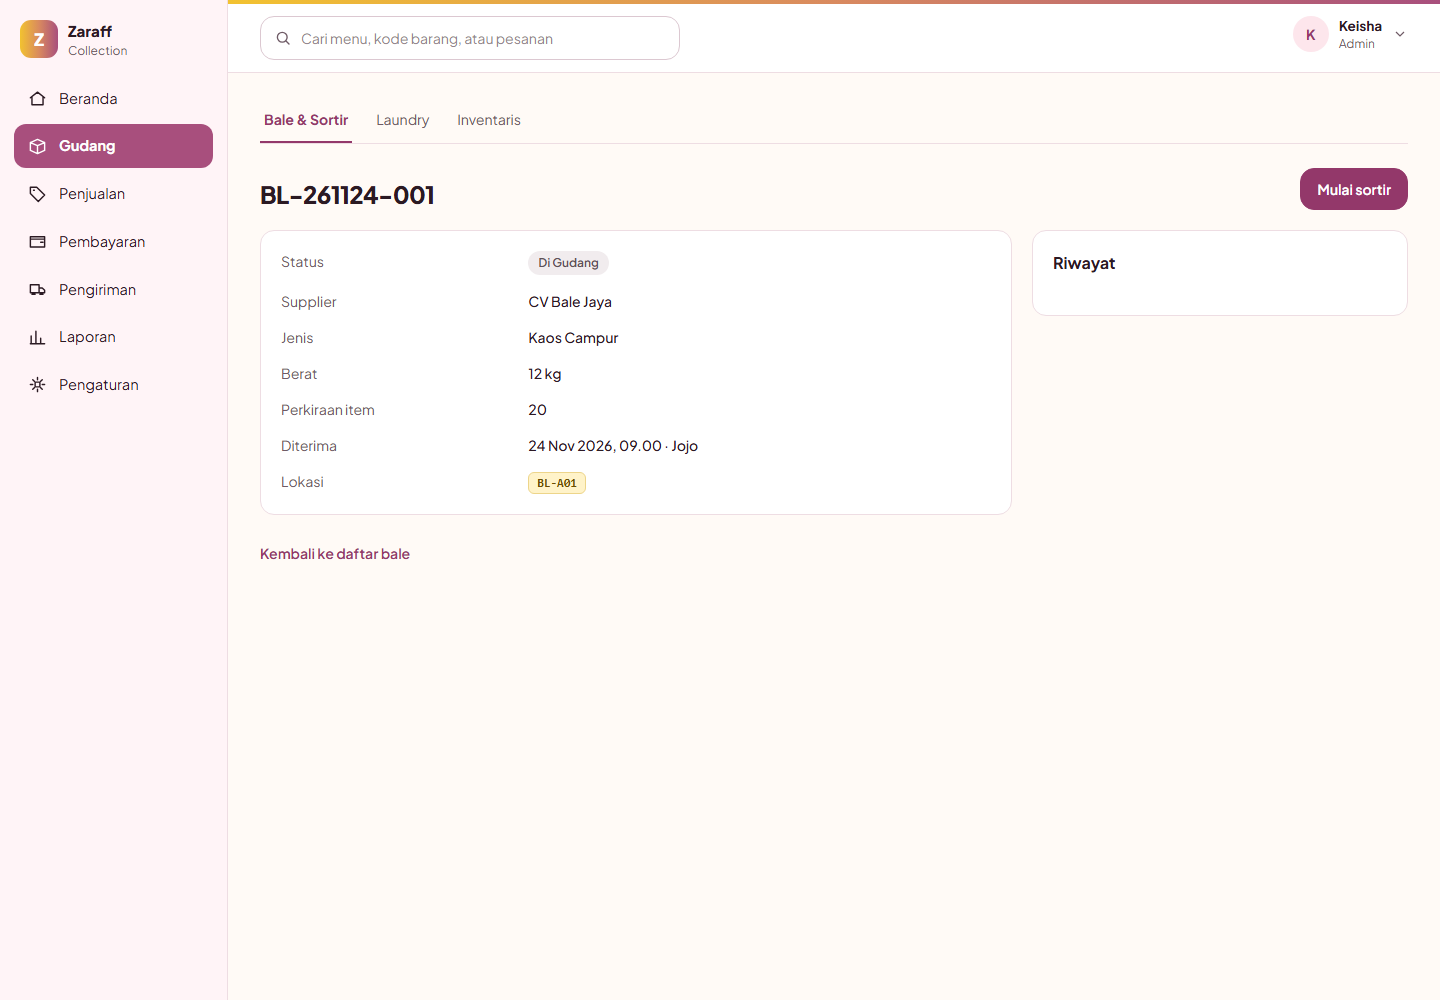 Z
Zaraff
Collection
Beranda
Gudang
Penjualan
Pembayaran
Pengiriman
Laporan
Pengaturan
Cari menu, kode barang, atau pesanan
K
Keisha
Admin
Bale & Sortir
Laundry
Inventaris
BL-261124-001
Mulai sortir
Status
Di Gudang
Supplier
CV Bale Jaya
Jenis
Kaos Campur
Berat
12 kg
Perkiraan item
20
Diterima
24 Nov 2026, 09.00 · Jojo
Lokasi
BL-A01
Riwayat
Kembali ke daftar bale